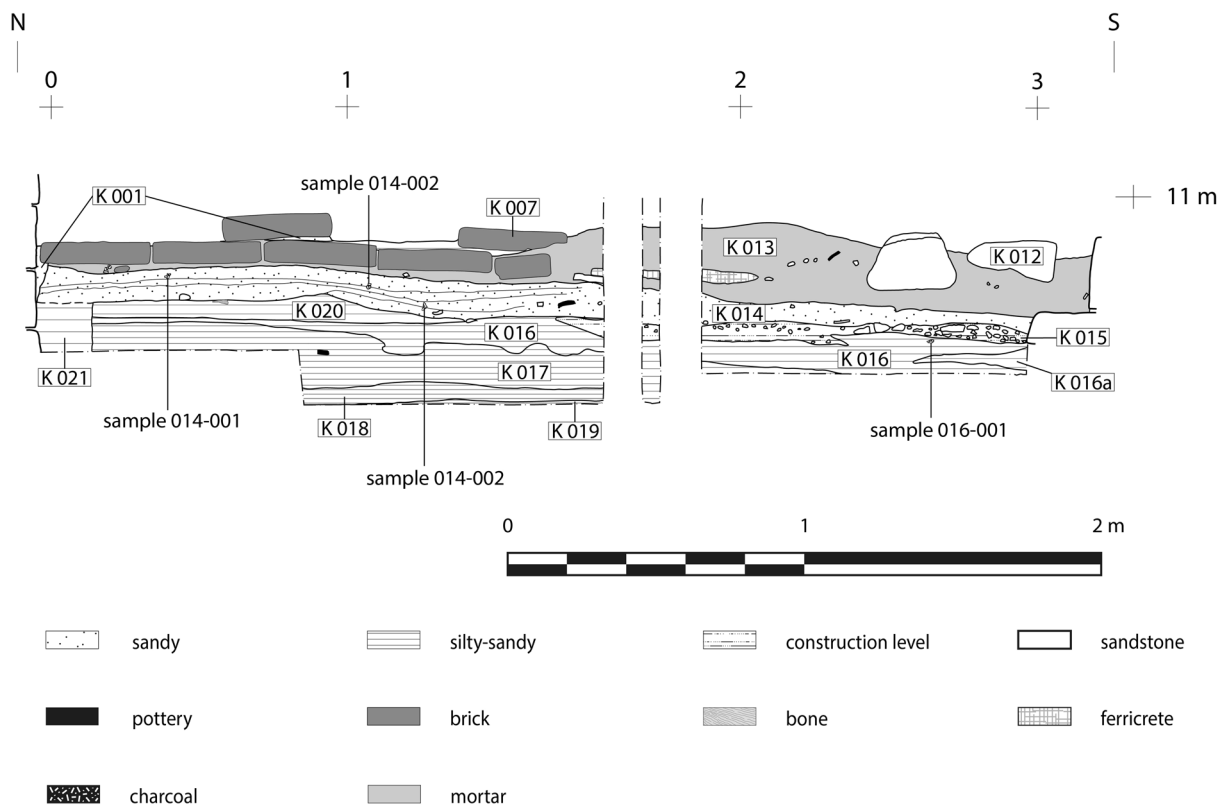 N
S
0
1
2
3
K 001
sample 014-002
K 007
11 m
K 013
K 012
K 020
K 014
K 016
K 015
K 016
K 021
K 017
K 016a
sample 014-001
K 018
K 019
sample 016-001
sample 014-002
0
1
2 m
sandy
silty-sandy
construction level
sandstone
pottery
brick
bone
ferricrete
charcoal
mortar